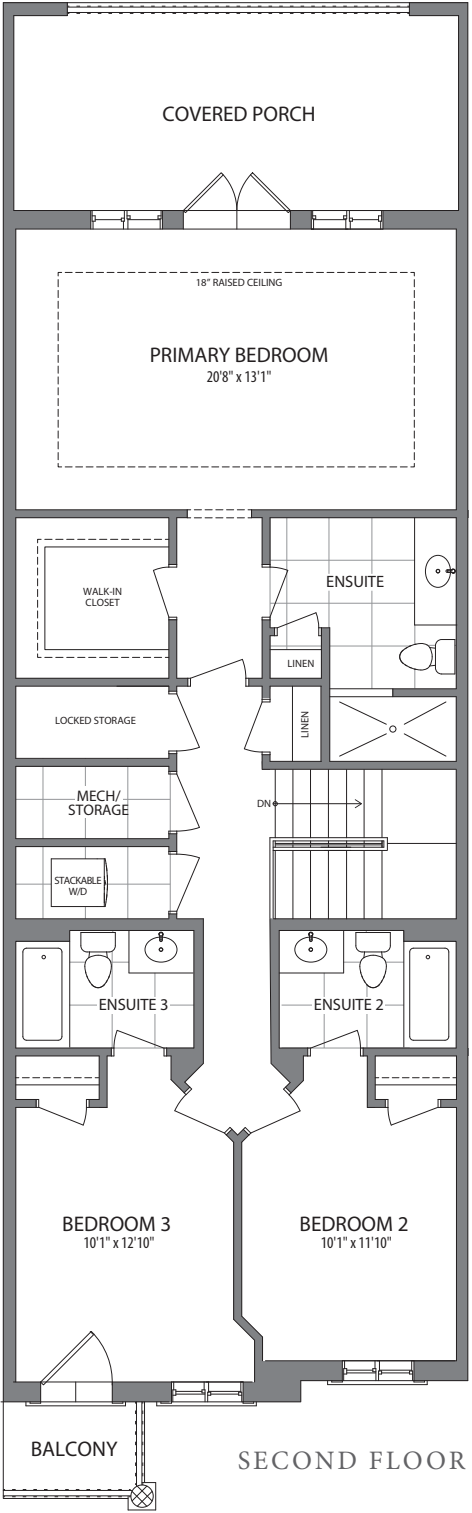 COVERED PORCH
18" RAISED CEILING
PRIMARY BEDROOM
20'8" x 13'1"
WALK-IN
CLOSET
ENSUITE
LINEN
LOCKED STORAGE
LINEN
MECH/
STORAGE
DN
STACKABLE
W/D
ENSUITE 3
ENSUITE 2
BEDROOM 3
10'1" x 12'10"
BEDROOM 2
10'1" x 11'10"
BALCONY
SECOND FLOOR